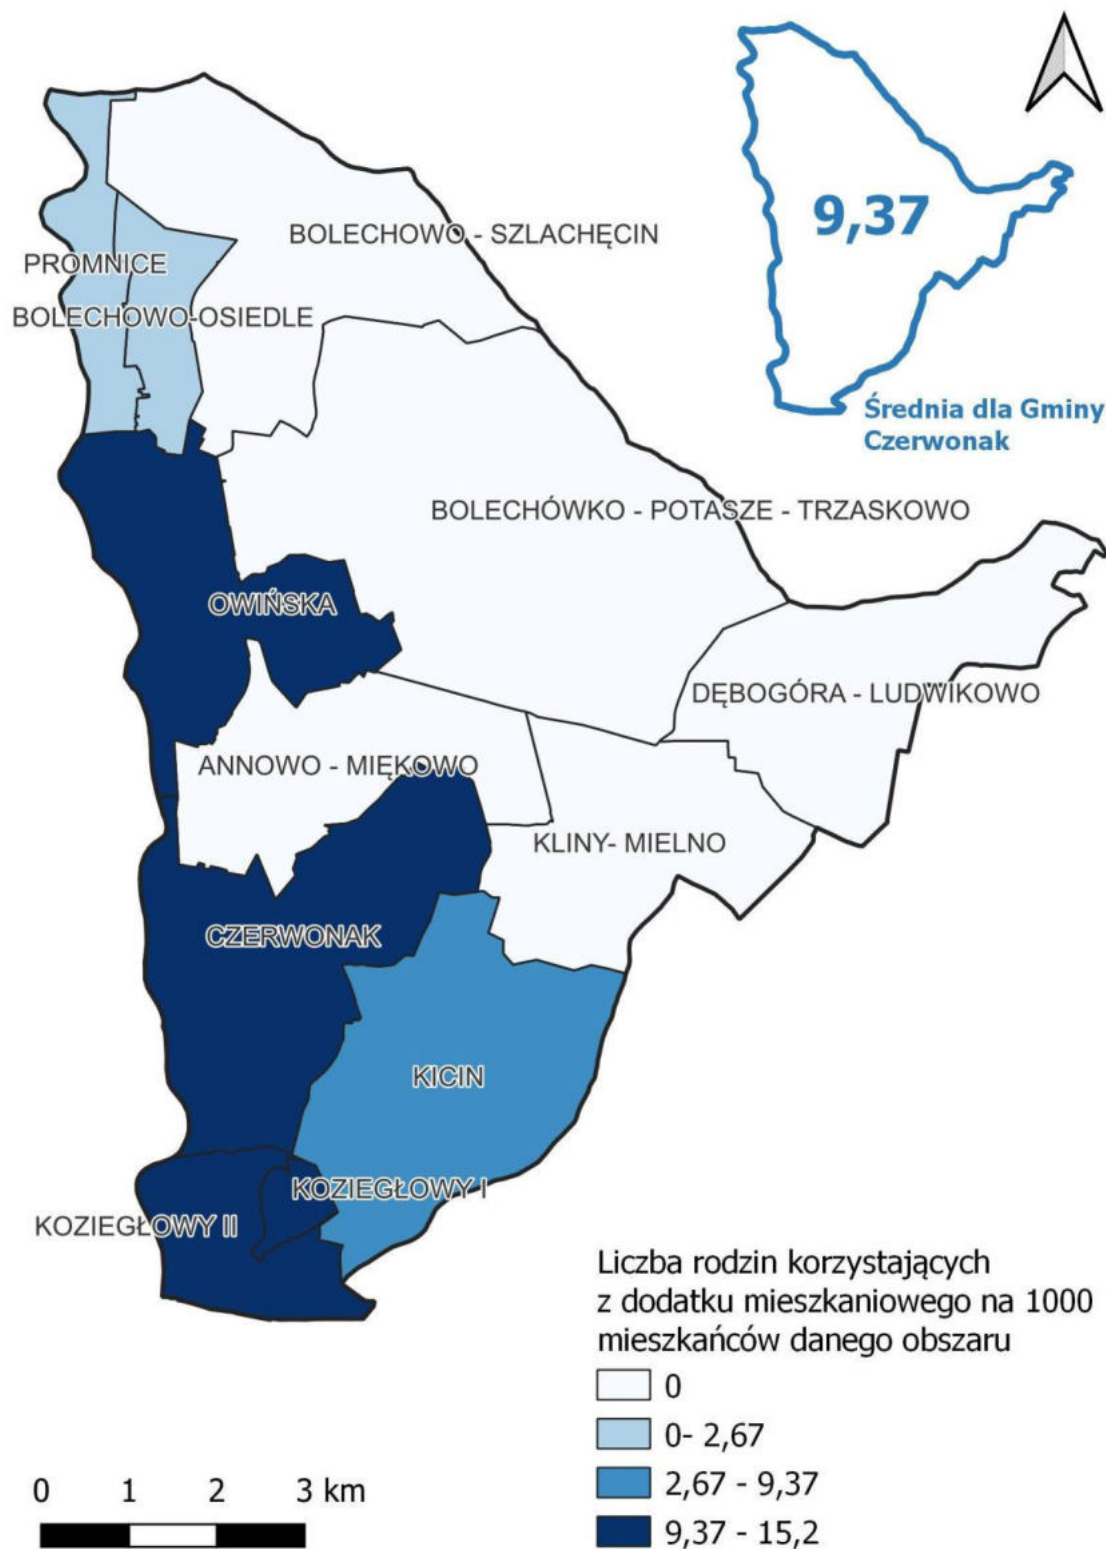 9,37
Średnia dla Gminy
Czerwonak
BOLECHOWO - SZLACHĘCIN
PROMNICE
BOLECHOWO-OSIEDLE
BOLECHÓWKO - POTASZE - TRZASKOWO
OWIŃSKA
DĘBOGÓRA - LUDWIKOWO
ANNOWO - MIĘKOWO
KLINY- MIELNO
CZERWONAK
KICIN
KOZIEGŁOWY I
KOZIEGŁOWY II
Liczba rodzin korzystających
z dodatku mieszkaniowego na 1000
mieszkańców danego obszaru
0
0- 2,67
2,67 - 9,37
9,37 - 15,2
0 1 2 3 km